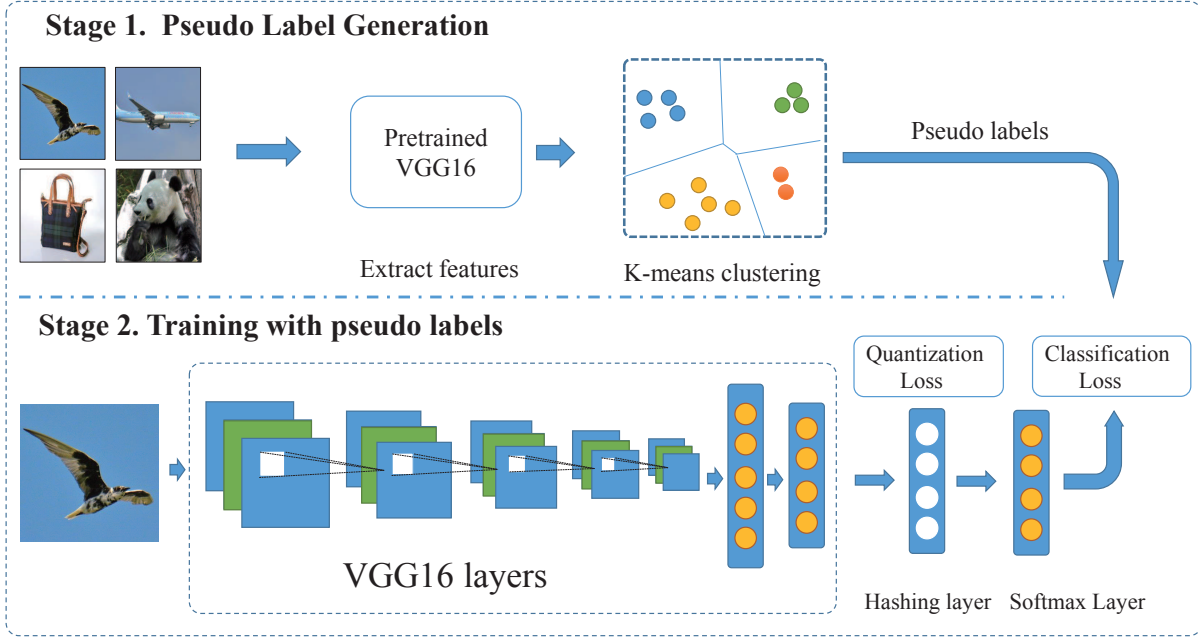 Stage 1.  Pseudo Label Generation
Pretrained
VGG16
Pseudo labels
Extract features
K-means clustering
Stage 2. Training with pseudo labels
Quantization
Loss
Classification
Loss
VGG16 layers
Hashing layer
Softmax Layer